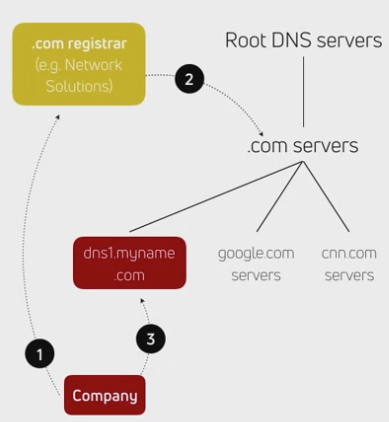 .com registrar
(e.g. Network
Solutions)
Root DNS servers
2
.com servers
dns1.myname
.com
google.com
servers
cnn.com
servers
1
3
Company